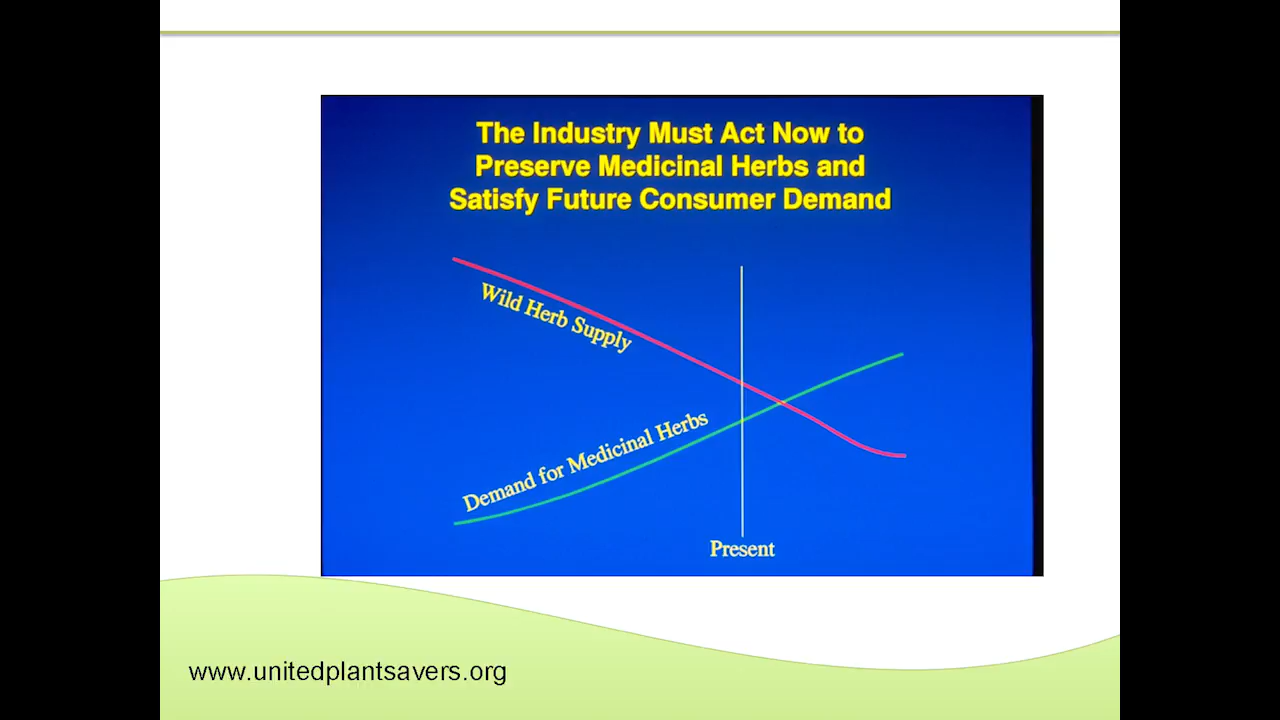 The Industry Must Act Now to
Preserve Medicinal Herbs and
Satisfy Future Consumer Demand
Wild Herb Supply
Demand for Medicinal Herbs
Present
www.unitedplantsavers.org